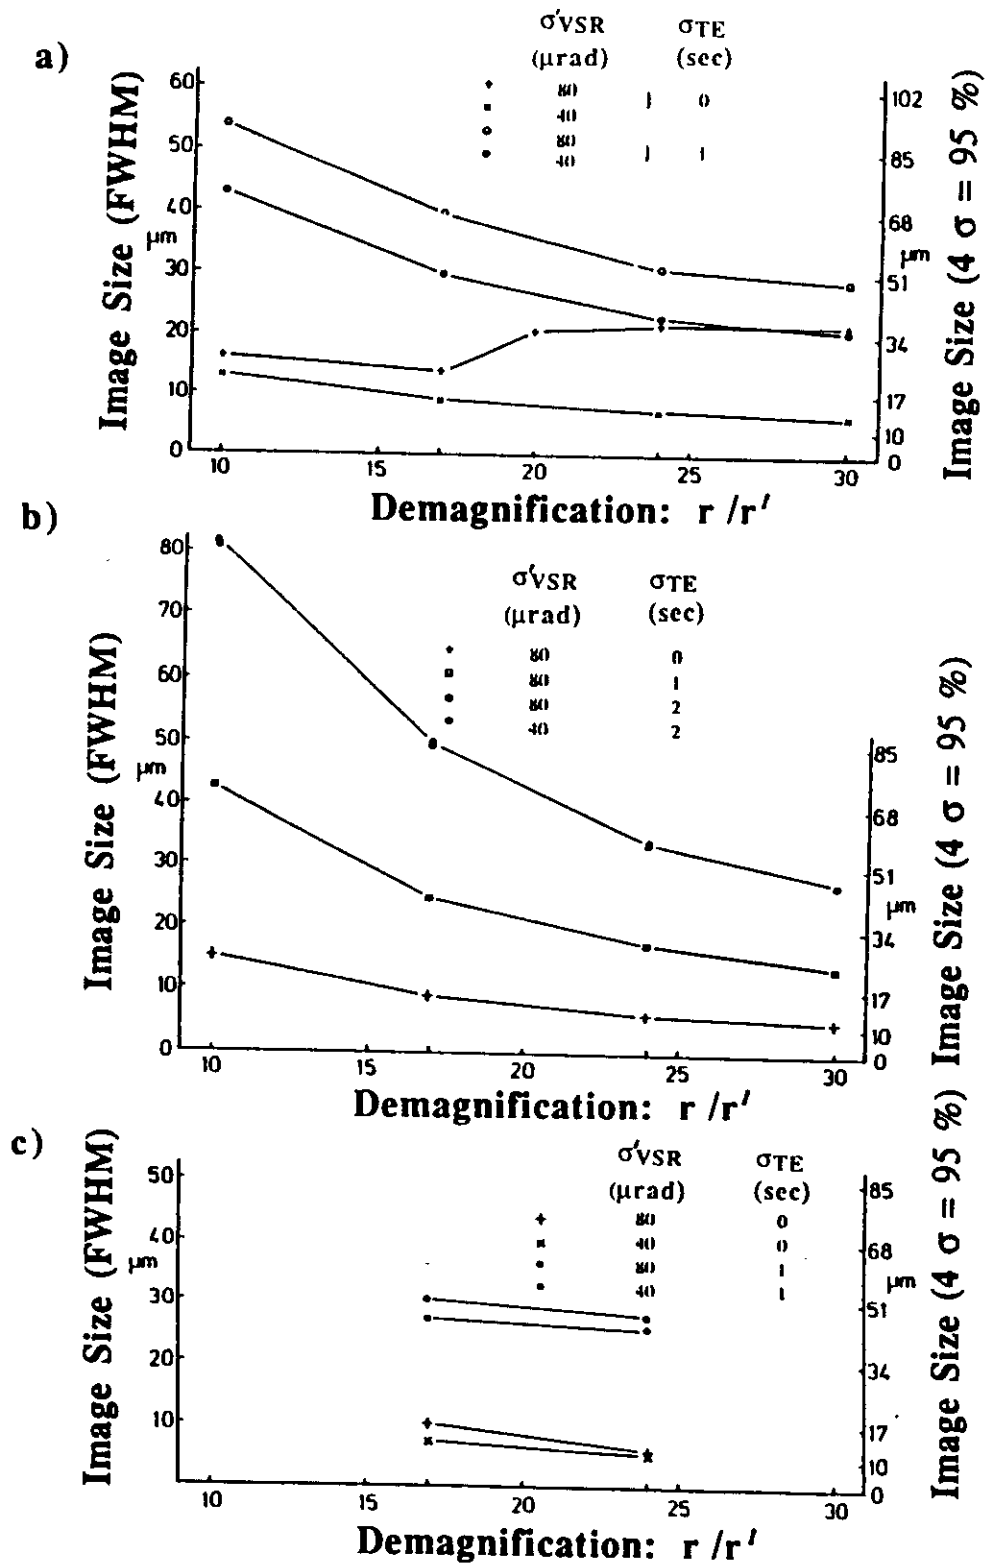 a)
σ'VSR σTE
(μrad) (sec)
80
40 } 0
80
40 } 1
Image Size (FWHM)
μm
60
50
40
30
20
10
0
Image Size (4 σ = 95 %)
μm
102
85
68
51
34
17
10
0
10 15 20 25 30
Demagnification: r /r'
b)
σ'VSR σTE
(μrad) (sec)
80 0
80 1
80 2
40 2
Image Size (FWHM)
μm
80
70
60
50
40
30
20
10
0
Image Size (4 σ = 95 %)
μm
85
68
51
34
17
10
0
10 15 20 25 30
Demagnification: r /r'
c)
σ'VSR σTE
(μrad) (sec)
80 0
40 0
80 1
40 1
Image Size (FWHM)
μm
50
40
30
20
10
Image Size (4 σ = 95 %)
μm
85
68
51
34
17
10
0
10 15 20 25 30
Demagnification: r /r'